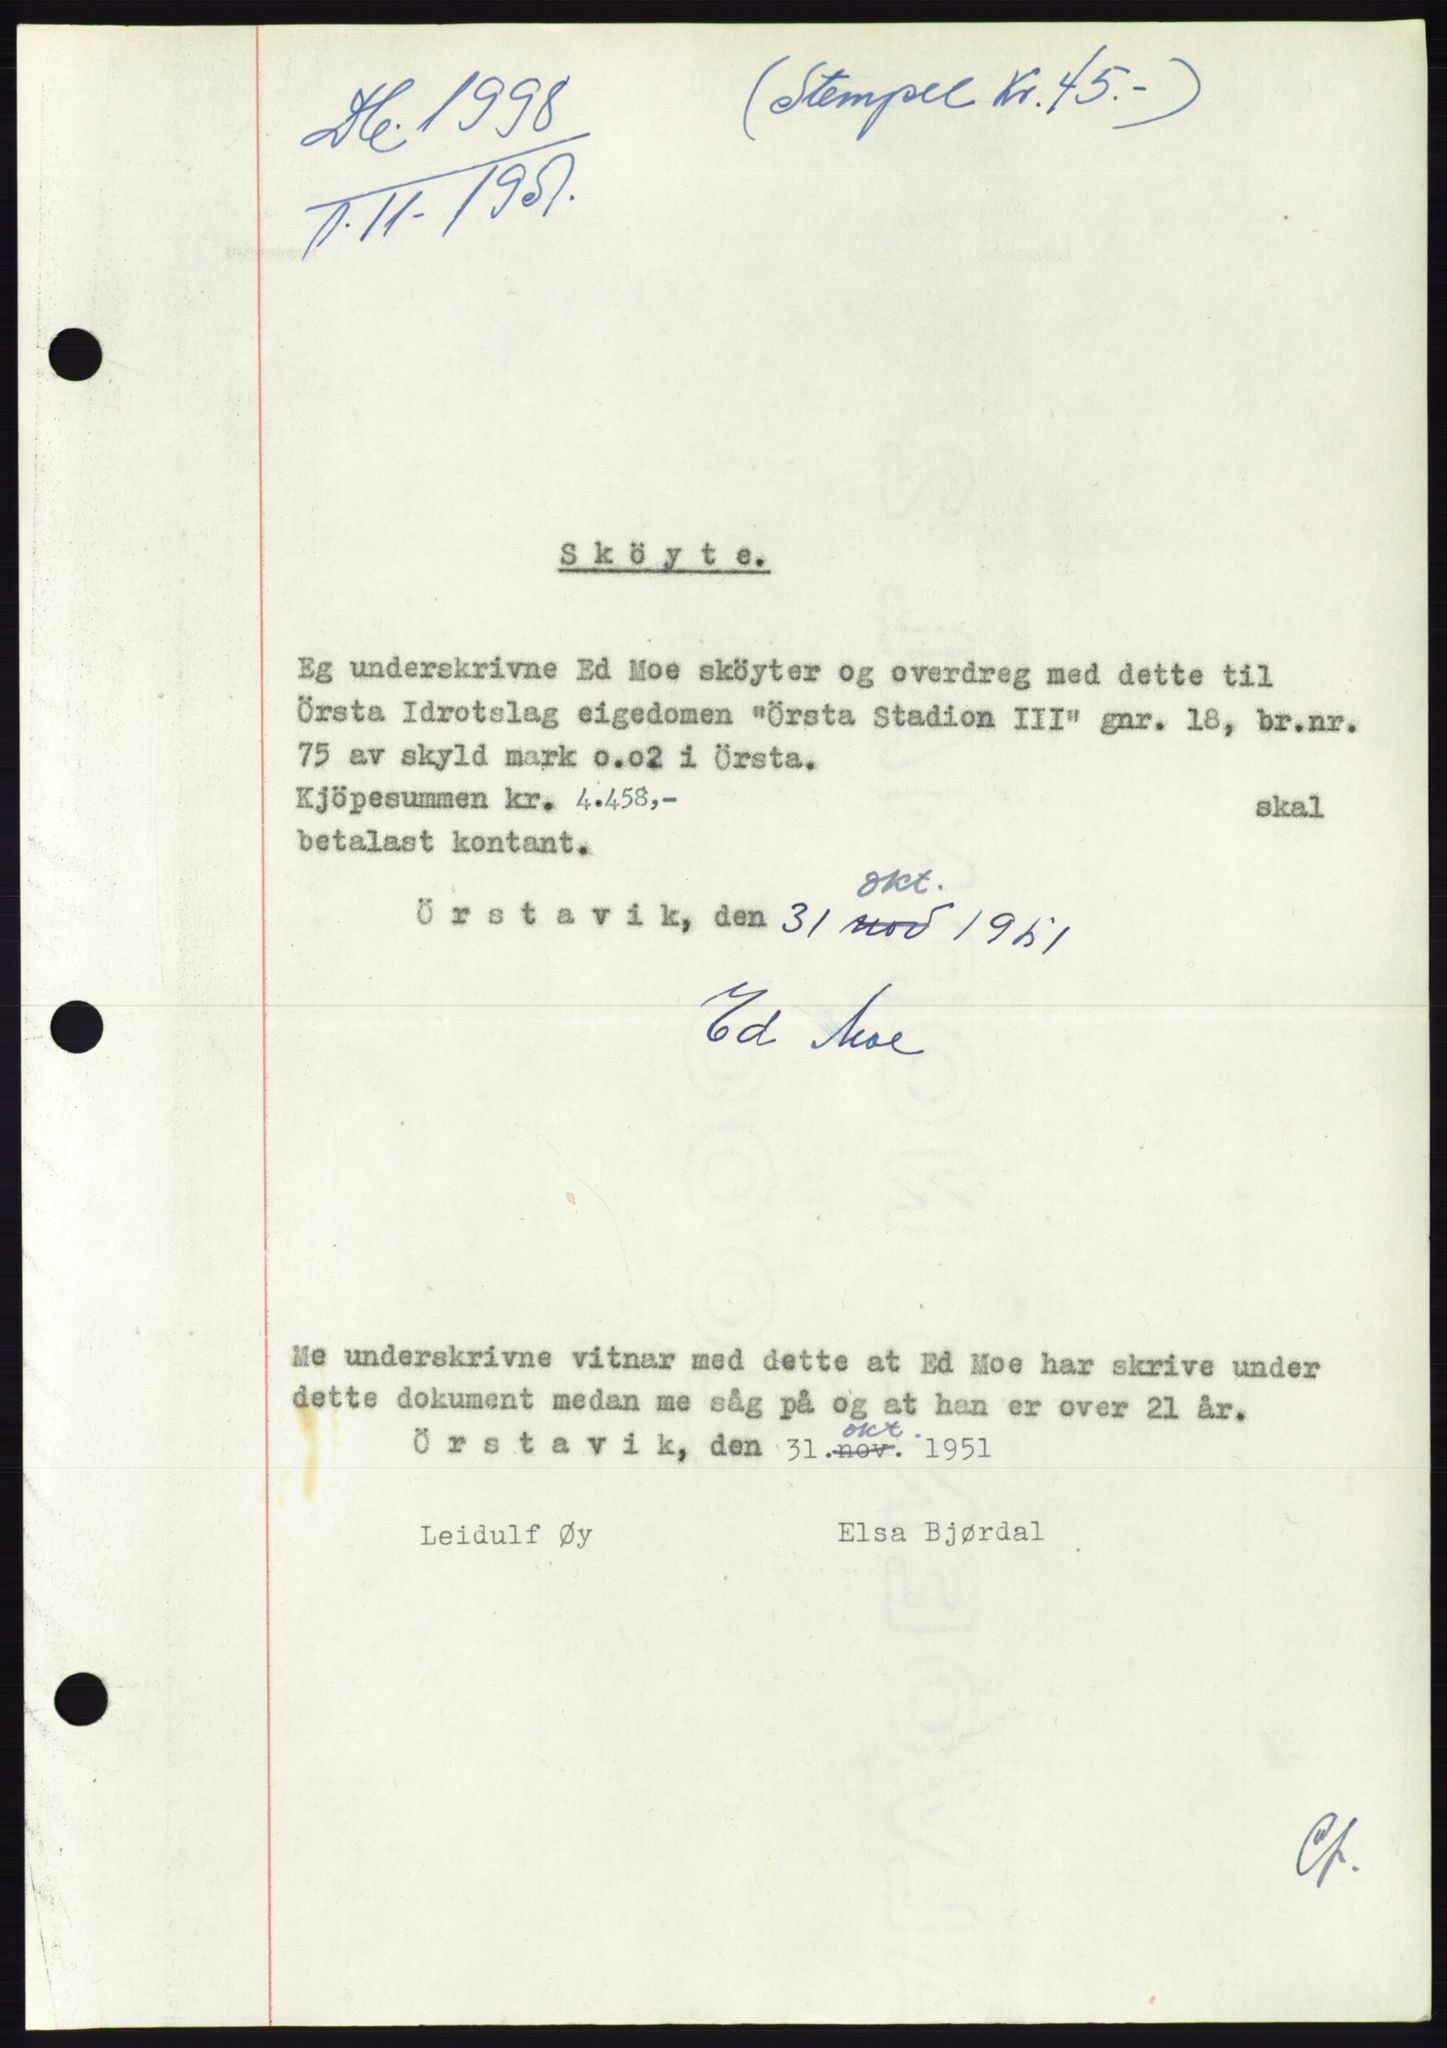 (Stempel Kr. 45.-)
1998
11-1951.
Sköyte.
Eg underskrivne Ed Moe sköyter og overdreg med dette til
Örsta Idrotslag eigedomen "Örsta Stadion III" gnr. 18, br.nr.
75 av skyld mark o.o2 i Örsta.
Kjöpesummen kr. 4.458,- skal
betalast kontant.
okt.
Örstavik, den 31 nov 1951
Ed Moe
Me underskrivne vitnar med dette at Ed Moe har skrive under
dette dokument medan me såg på og at han er over 21 år.
okt.
Örstavik, den 31.nov. 1951
Leidulf Øy Elsa Bjørdal